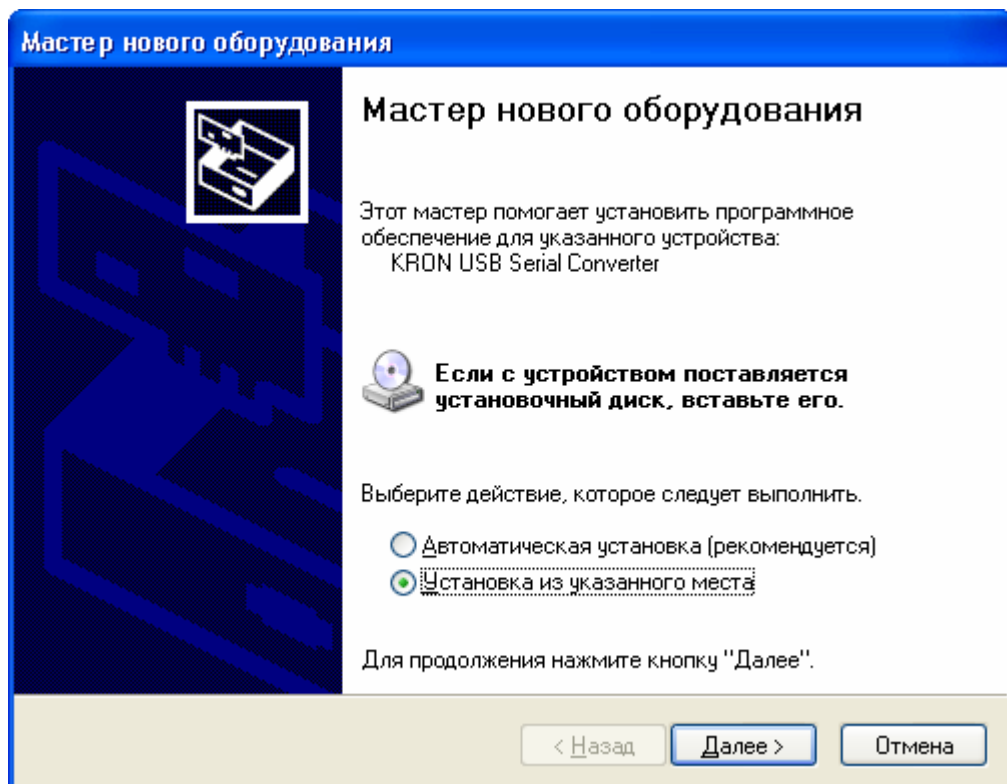 Мастер нового оборудования
Мастер нового оборудования
Этот мастер помогает установить программное
обеспечение для указанного устройства:
KRON USB Serial Converter
Если с устройством поставляется
установочный диск, вставьте его.
Выберите действие, которое следует выполнить.
Автоматическая установка (рекомендуется)
Установка из указанного места
Для продолжения нажмите кнопку "Далее".
< Назад Далее > Отмена